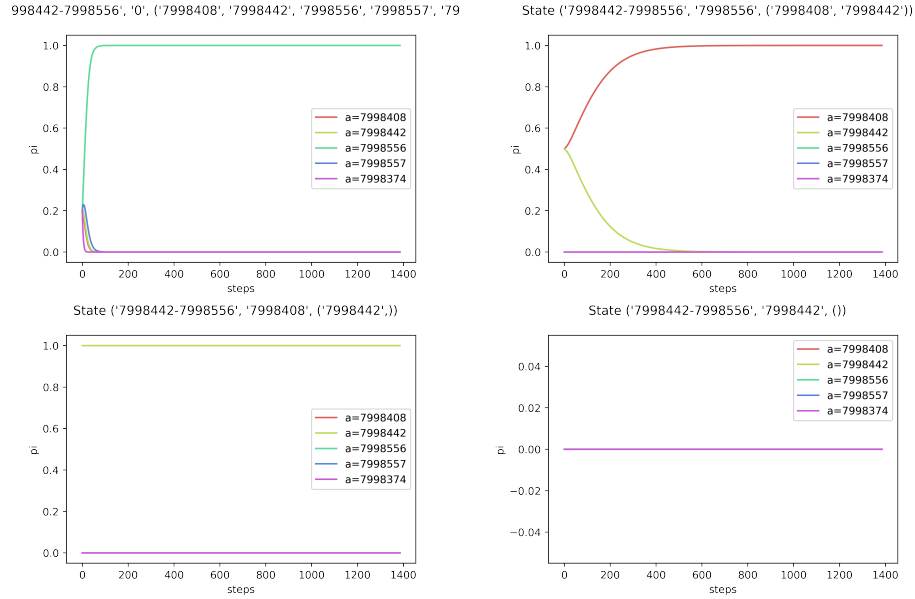 998442-7998556', '0', ('7998408', '7998442', '7998556', '7998557', '79
1.0
0.8
0.6
0.4
0.2
0.0
pi
a=7998408
a=7998442
a=7998556
a=7998557
a=7998374
0 200 400 600 800 1000 1200 1400
steps
State ('7998442-7998556', '7998556', ('7998408', '7998442'))
1.0
0.8
0.6
0.4
0.2
0.0
pi
a=7998408
a=7998442
a=7998556
a=7998557
a=7998374
0 200 400 600 800 1000 1200 1400
steps
State ('7998442-7998556', '7998408', ('7998442',))
1.0
0.8
0.6
0.4
0.2
0.0
pi
a=7998408
a=7998442
a=7998556
a=7998557
a=7998374
0 200 400 600 800 1000 1200 1400
steps
State ('7998442-7998556', '7998442', ())
0.04
0.02
0.00
−0.02
−0.04
pi
a=7998408
a=7998442
a=7998556
a=7998557
a=7998374
0 200 400 600 800 1000 1200 1400
steps